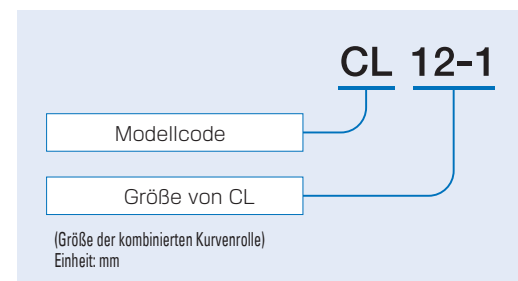 CL 12-1
Modellcode
Größe von CL
(Größe der kombinierten Kurvenrolle)
Einheit: mm